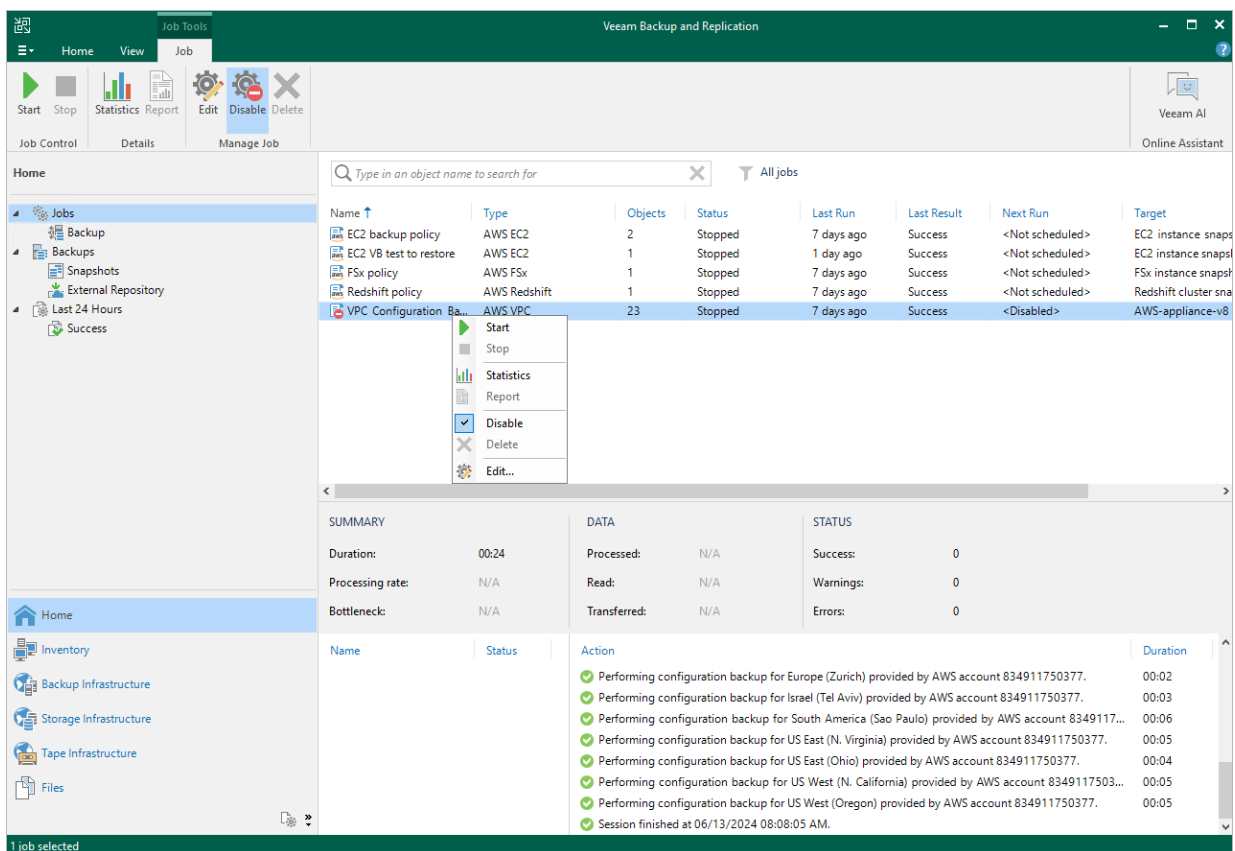 Job Tools
Veeam Backup and Replication
Home View Job
Start Stop Statistics Report Edit Disable Delete
Veeam AI
Job Control Details Manage Job Online Assistant
Home
Type in an object name to search for
All jobs
Jobs
Backup
Backups
Snapshots
External Repository
Last 24 Hours
Success
Name Type Objects Status Last Run Last Result Next Run Target
EC2 backup policy AWS EC2 2 Stopped 7 days ago Success <Not scheduled> EC2 instance snaps
EC2 VB test to restore AWS EC2 1 Stopped 1 day ago Success <Not scheduled> EC2 instance snapsl
FSx policy AWS FSx 1 Stopped 7 days ago Success <Not scheduled> FSx instance snapsh
Redshift policy AWS Redshift 1 Stopped 7 days ago Success <Not scheduled> Redshift cluster sna
VPC Configuration Ba... AWS VPC 23 Stopped 7 days ago Success <Disabled> AWS-appliance-v8
Start
Stop
Statistics
Report
Disable
Delete
Edit...
SUMMARY DATA STATUS
Duration: 00:24 Processed: N/A Success: 0
Processing rate: N/A Read: N/A Warnings: 0
Bottleneck: N/A Transferred: N/A Errors: 0
Home
Inventory
Backup Infrastructure
Storage Infrastructure
Tape Infrastructure
Files
Name Status Action Duration
Performing configuration backup for Europe (Zurich) provided by AWS account 834911750377. 00:02
Performing configuration backup for Israel (Tel Aviv) provided by AWS account 834911750377. 00:03
Performing configuration backup for South America (Sao Paulo) provided by AWS account 8349117... 00:06
Performing configuration backup for US East (N. Virginia) provided by AWS account 834911750377. 00:05
Performing configuration backup for US East (Ohio) provided by AWS account 834911750377. 00:04
Performing configuration backup for US West (N. California) provided by AWS account 8349117503... 00:05
Performing configuration backup for US West (Oregon) provided by AWS account 834911750377. 00:05
Session finished at 06/13/2024 08:08:05 AM.
1 job selected